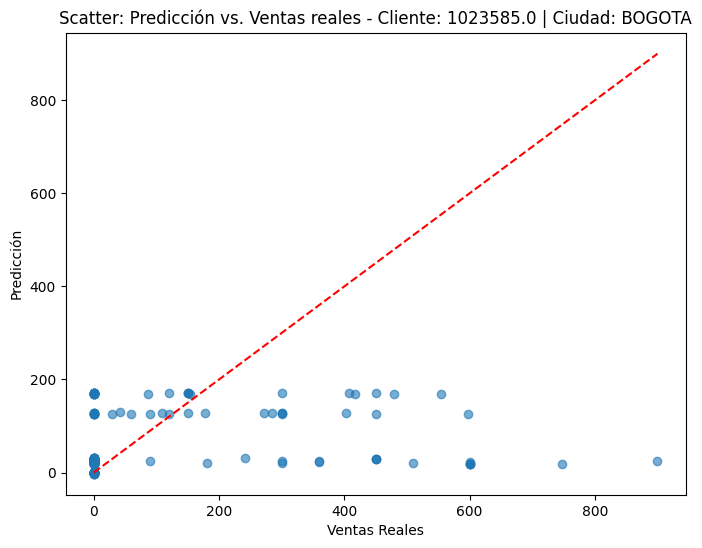 Scatter: Predicción vs. Ventas reales - Cliente: 1023585.0 | Ciudad: BOGOTA
800
600
400
200
0
Predicción
0 200 400 600 800
Ventas Reales